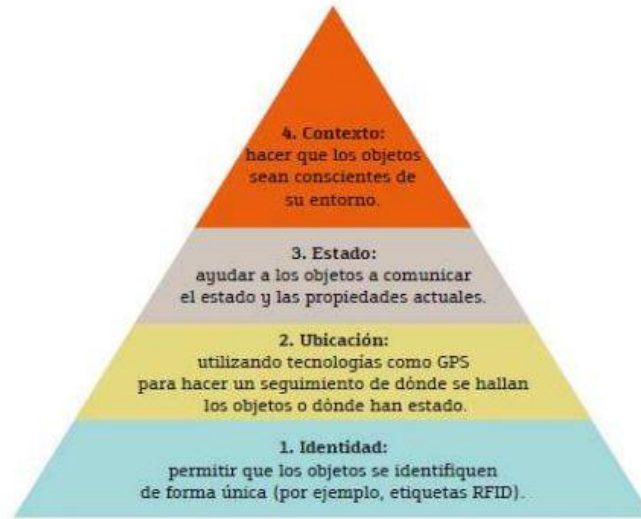 4. Contexto:
hacer que los objetos
sean conscientes de
su entorno.
3. Estado:
ayudar a los objetos a comunicar
el estado y las propiedades actuales.
2. Ubicación:
utilizando tecnologías como GPS
para hacer un seguimiento de dónde se hallan
los objetos o dónde han estado.
1. Identidad:
permitir que los objetos se identifiquen
de forma única (por ejemplo, etiquetas RFID).